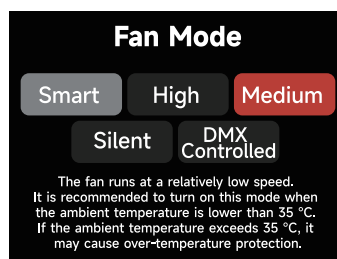 Fan Mode
Smart High Medium
Silent DMX Controlled
The fan runs at a relatively low speed.
It is recommended to turn on this mode when
the ambient temperature is lower than 35 °C.
If the ambient temperature exceeds 35 °C, it
may cause over-temperature protection.